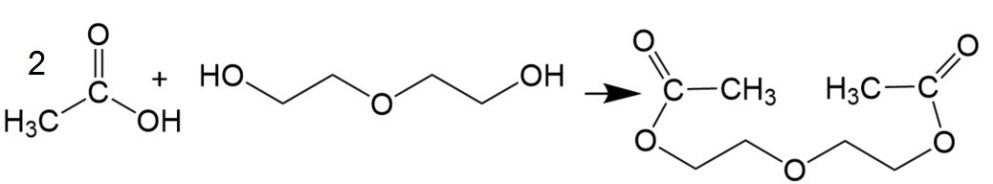 2 H₃C C O OH + HO O OH O C CH₃ O O H₃C C O O